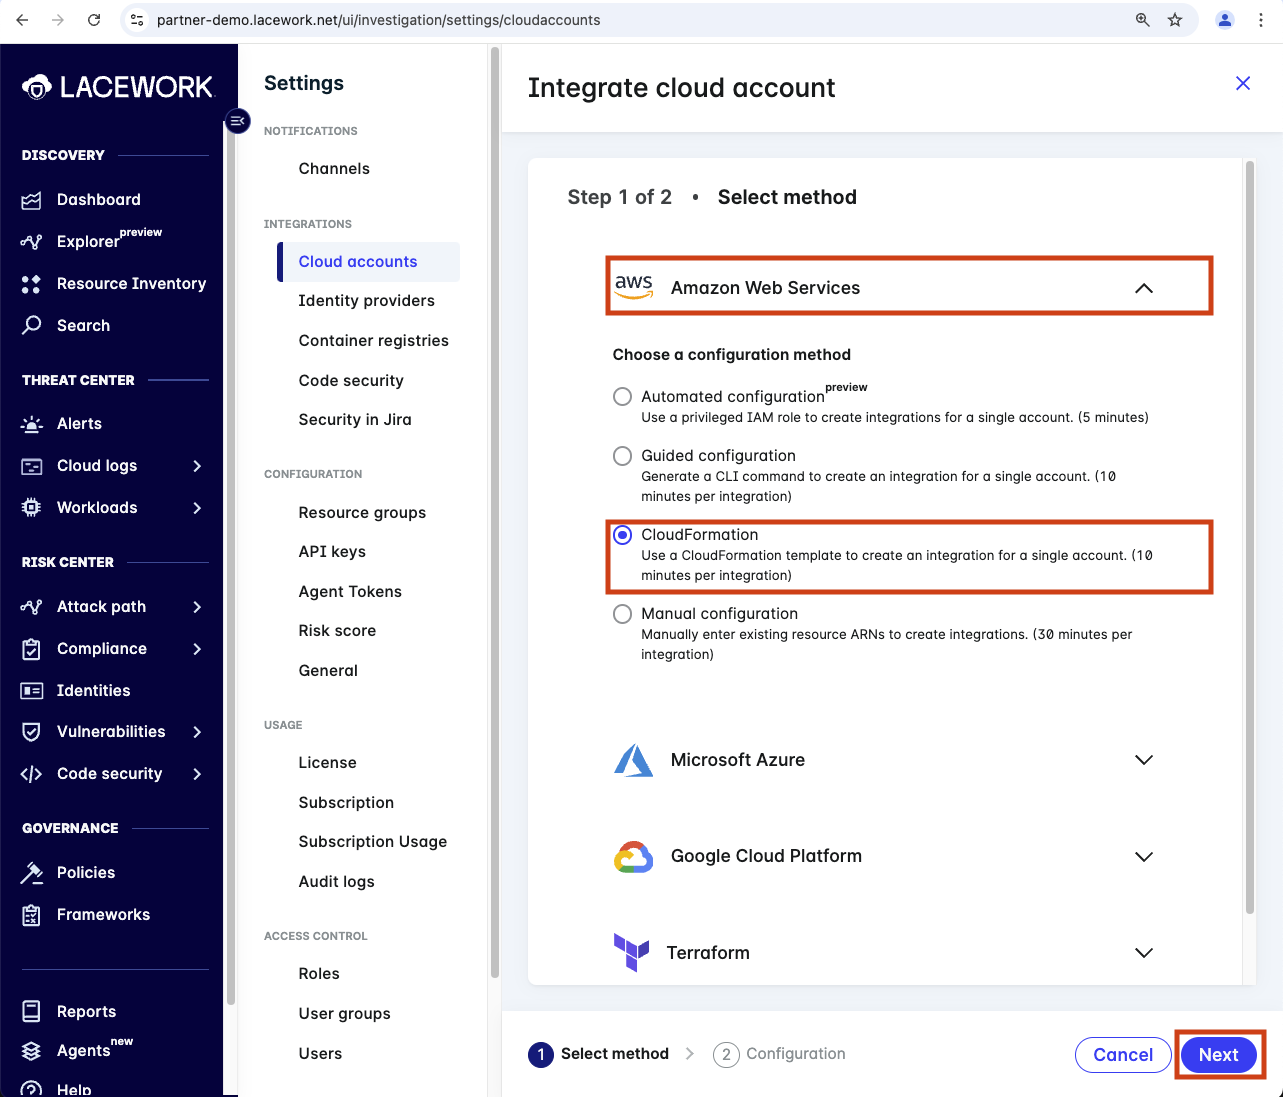 partner-demo.lacework.net/ui/investigation/settings/cloudaccounts
LACEWORK
DISCOVERY
Dashboard
Explorer preview
Resource Inventory
Search
THREAT CENTER
Alerts
Cloud logs
Workloads
RISK CENTER
Attack path
Compliance
Identities
Vulnerabilities
Code security
GOVERNANCE
Policies
Frameworks
Reports
Agents new
Help
Settings
NOTIFICATIONS
Channels
INTEGRATIONS
Cloud accounts
Identity providers
Container registries
Code security
Security in Jira
CONFIGURATION
Resource groups
API keys
Agent Tokens
Risk score
General
USAGE
License
Subscription
Subscription Usage
Audit logs
ACCESS CONTROL
Roles
User groups
Users
Integrate cloud account
Step 1 of 2 • Select method
aws Amazon Web Services
Choose a configuration method
Automated configuration preview
Use a privileged IAM role to create integrations for a single account. (5 minutes)
Guided configuration
Generate a CLI command to create an integration for a single account. (10
minutes per integration)
CloudFormation
Use a CloudFormation template to create an integration for a single account. (10
minutes per integration)
Manual configuration
Manually enter existing resource ARNs to create integrations. (30 minutes per
integration)
Microsoft Azure
Google Cloud Platform
Terraform
1 Select method
2 Configuration
Cancel
Next